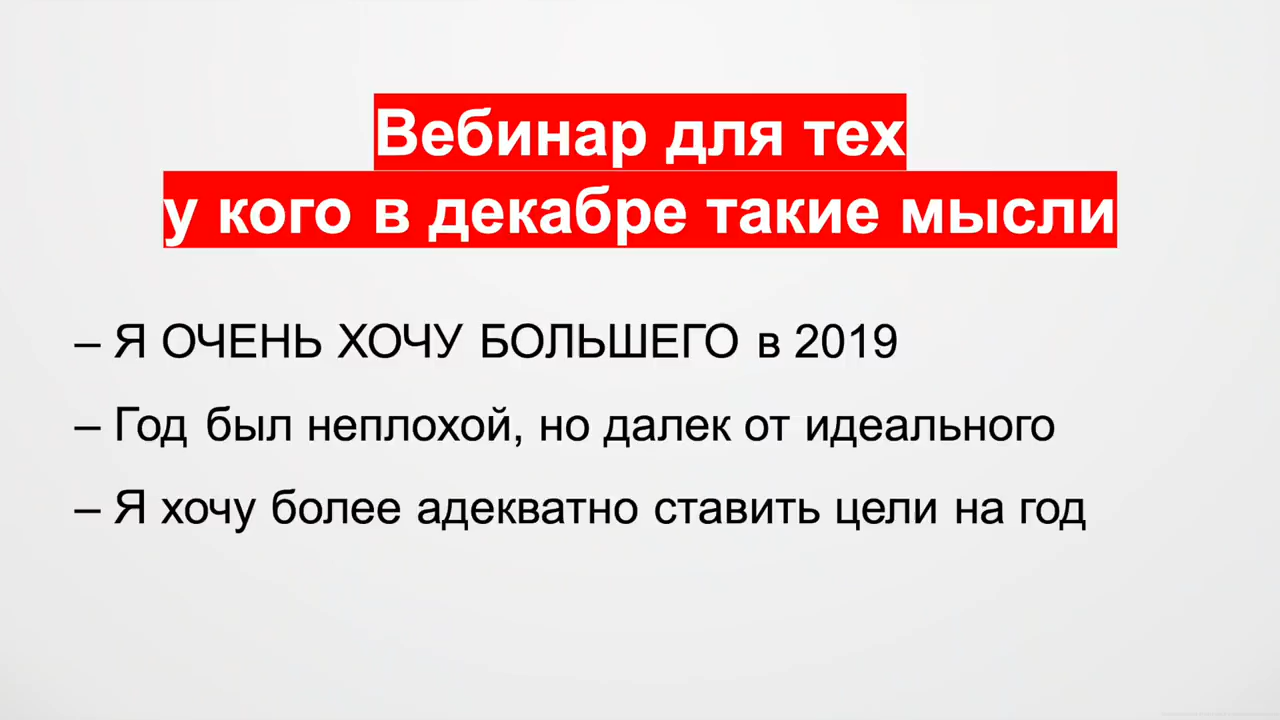 Вебинар для тех
у кого в декабре такие мысли
– Я ОЧЕНЬ ХОЧУ БОЛЬШЕГО в 2019
– Год был неплохой, но далек от идеального
– Я хочу более адекватно ставить цели на год